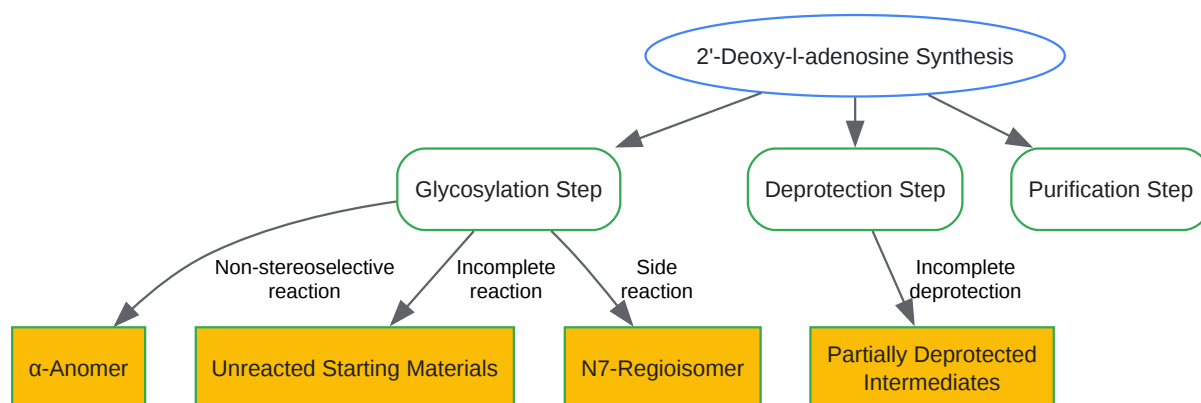 2'-Deoxy-l-adenosine Synthesis
Glycosylation Step
Deprotection Step
Purification Step
Non-stereoselective
reaction
Incomplete
reaction
Side
reaction
Incomplete
deprotection
α-Anomer
Unreacted Starting Materials
N7-Regioisomer
Partially Deprotected
Intermediates